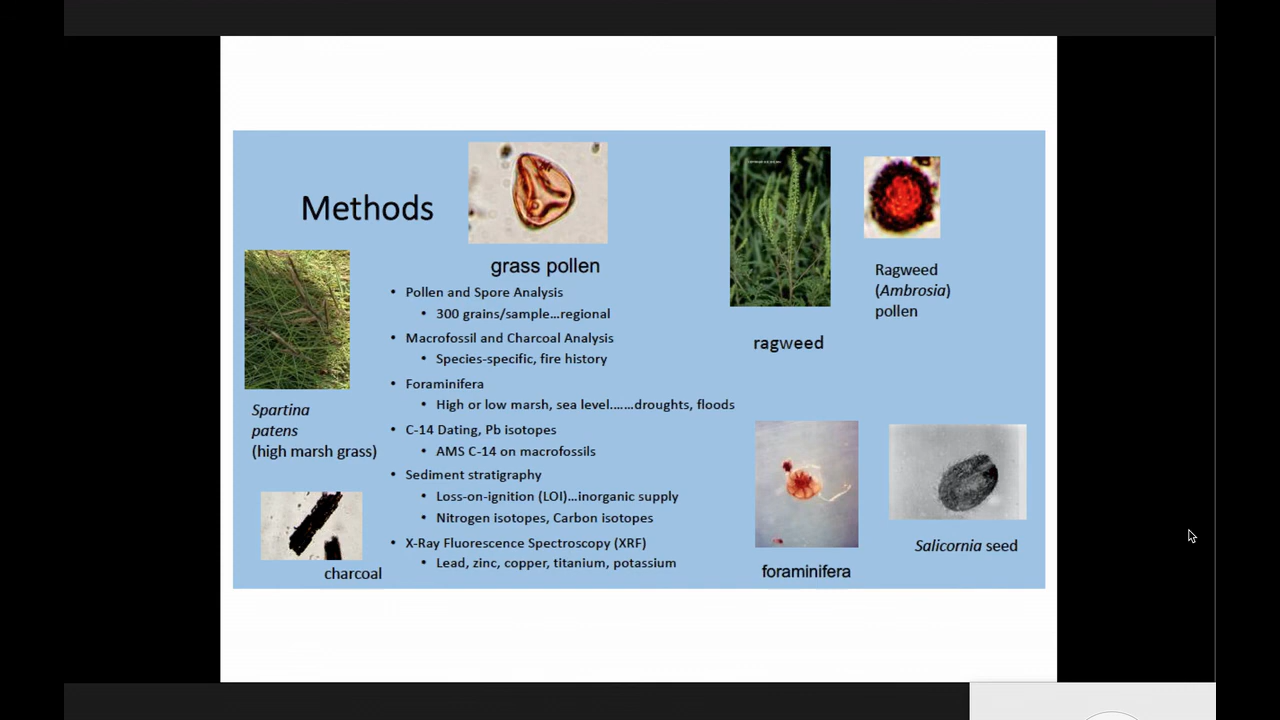 Methods
grass pollen
Ragweed
(Ambrosia)
pollen
ragweed
• Pollen and Spore Analysis
• 300 grains/sample...regional
• Macrofossil and Charcoal Analysis
• Species-specific, fire history
• Foraminifera
• High or low marsh, sea level.......droughts, floods
• C-14 Dating, Pb isotopes
• AMS C-14 on macrofossils
• Sediment stratigraphy
• Loss-on-ignition (LOI)...inorganic supply
• Nitrogen isotopes, Carbon isotopes
• X-Ray Fluorescence Spectroscopy (XRF)
• Lead, zinc, copper, titanium, potassium
Spartina
patens
(high marsh grass)
charcoal
foraminifera
Salicornia seed